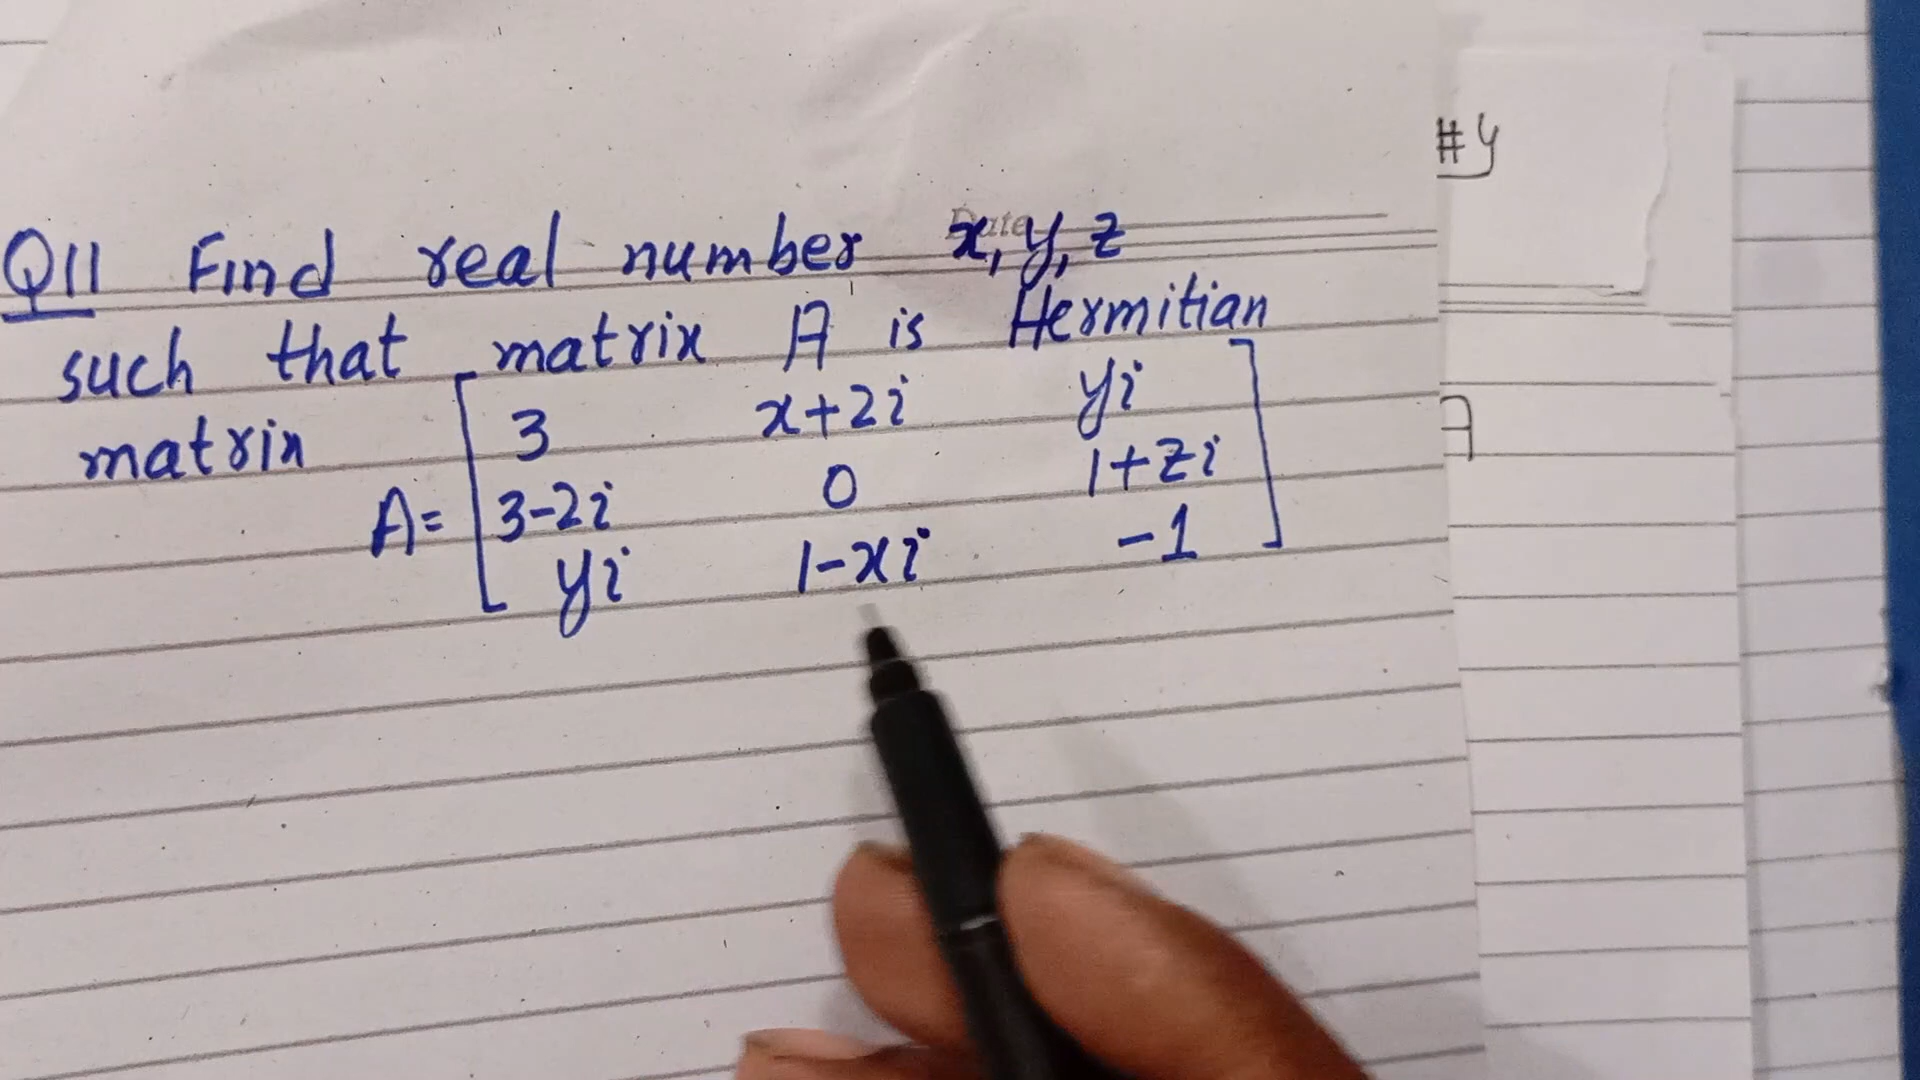 #y
Date
Q11 Find real number x, y, z
such that matrix A is Hermitian
matrix
A = [ 3 x+2i yi
3-2i 0 1+zi
yi 1-xi -1 ]